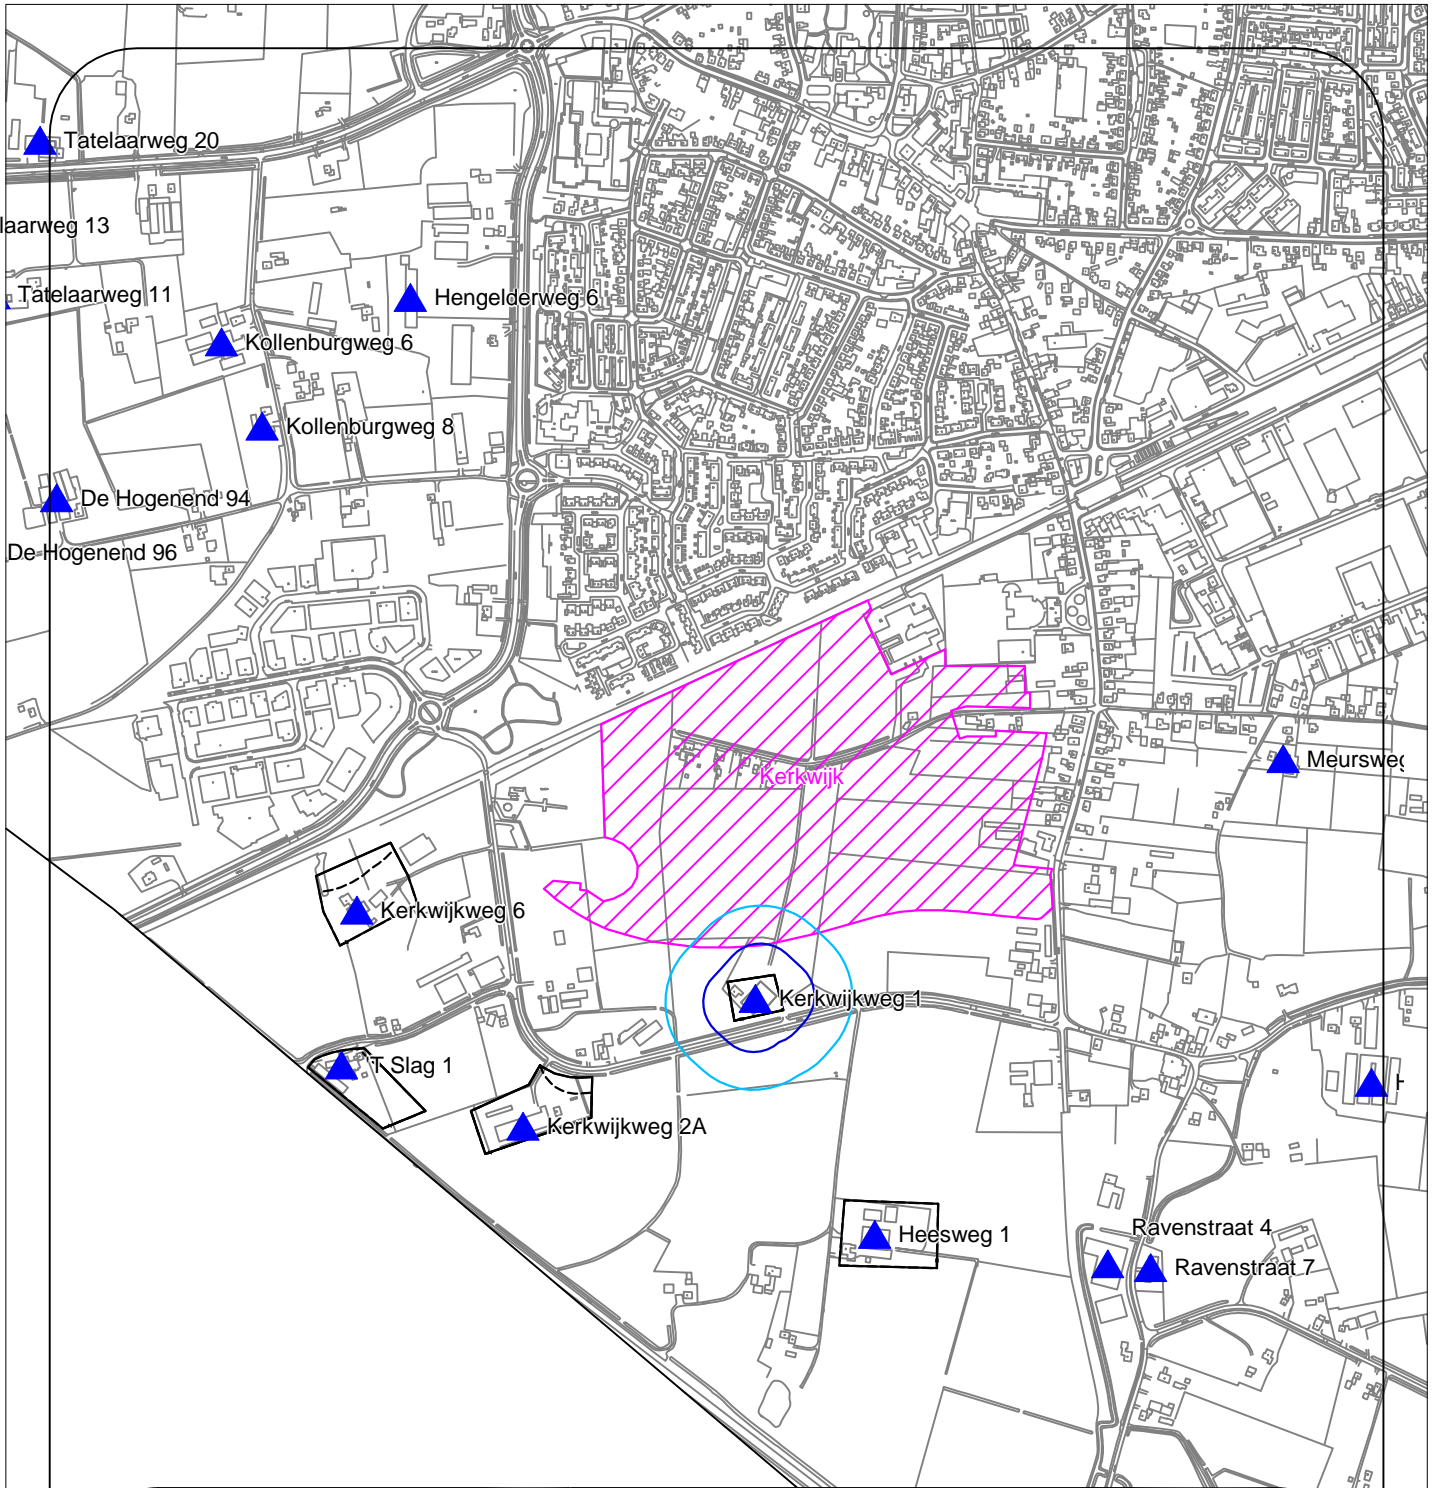 Tatelaarweg 20
laarweg 13
Tatelaarweg 11
Hengelderweg 6
Kollenburgweg 6
Kollenburgweg 8
De Hogenend 94
De Hogenend 96
Meursweg
Kerkwijk
Kerkwijkweg 6
Kerkwijkweg 1
'T Slag 1
H
Kerkwijkweg 2A
Ravenstraat 4
Heesweg 1
Ravenstraat 7